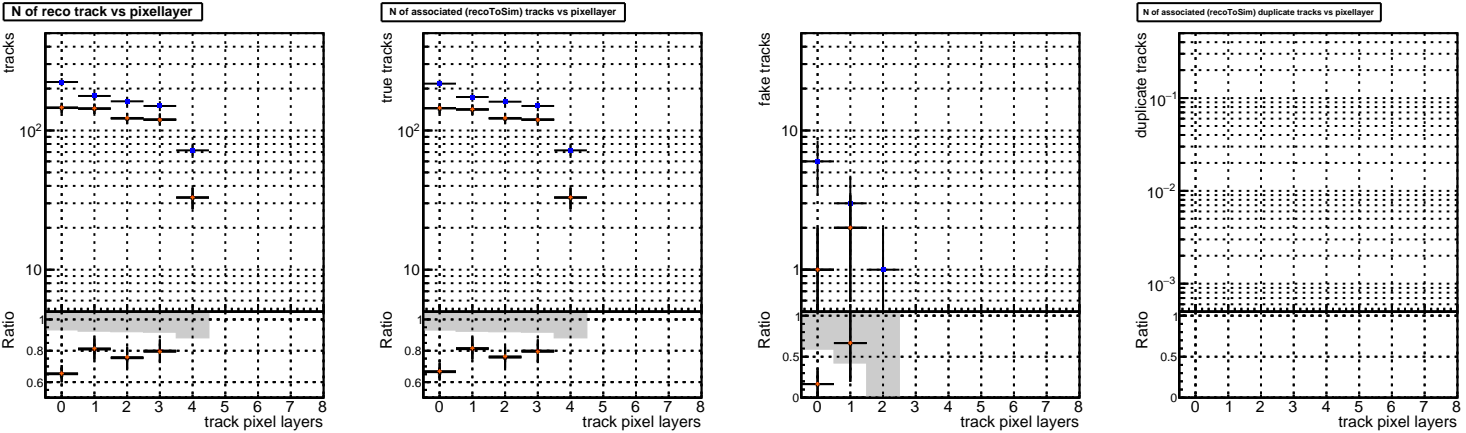 N of reco track vs pixellayer
tracks
10²
10
Ratio
1
0.8
0.6
0 1 2 3 4 5 6 7 8
track pixel layers
N of associated (recoToSim) tracks vs pixellayer
true tracks
10²
10
Ratio
1
0.8
0.6
0 1 2 3 4 5 6 7 8
track pixel layers
fake tracks
10
1
Ratio
1
0.5
0
0 1 2 3 4 5 6 7 8
track pixel layers
N of associated (recoToSim) duplicate tracks vs pixellayer
duplicate tracks
10⁻¹
10⁻²
10⁻³
Ratio
1
0.5
0
0 1 2 3 4 5 6 7 8
track pixel layers